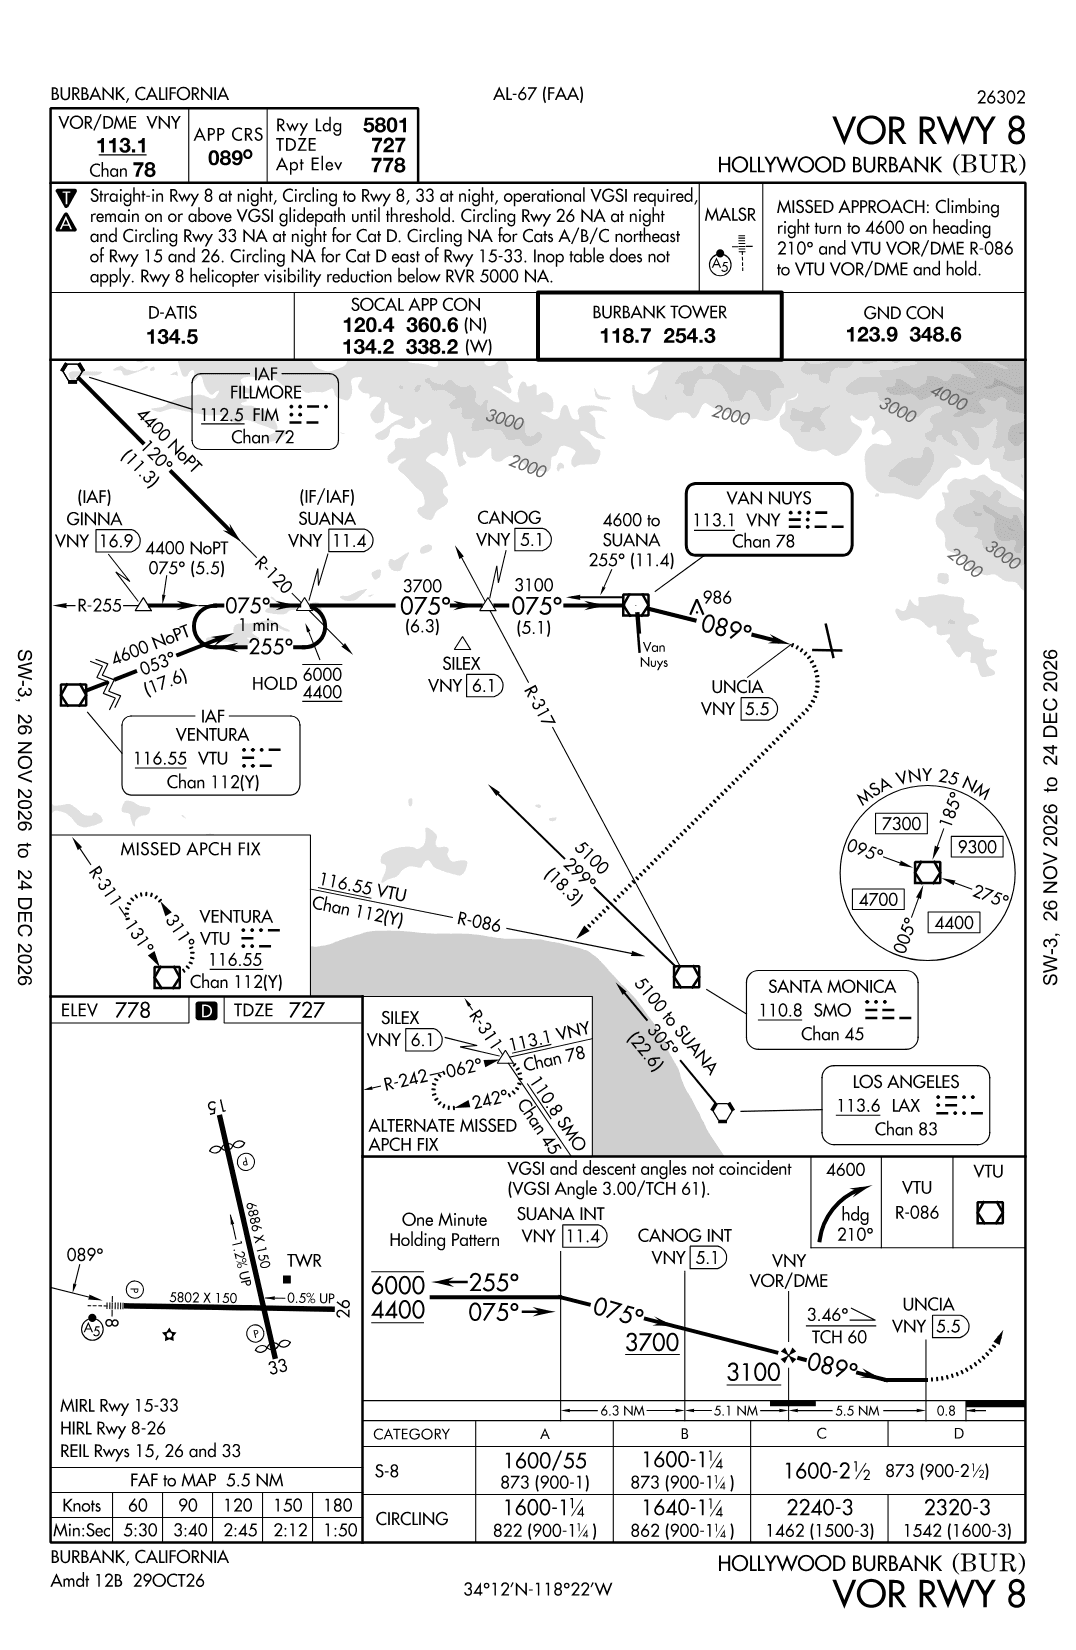 BURBANK, CALIFORNIA
AL-67 (FAA)
26302
VOR RWY 8
HOLLYWOOD BURBANK (BUR)
VOR/DME VNY
113.1
Chan 78
APP CRS
089°
Rwy Ldg 5801
TDZE 727
Apt Elev 778
T
A
Straight-in Rwy 8 at night, Circling to Rwy 8, 33 at night, operational VGSI required,
remain on or above VGSI glidepath until threshold. Circling Rwy 26 NA at night
and Circling Rwy 33 NA at night for Cat D. Circling NA for Cats A/B/C northeast
of Rwy 15 and 26. Circling NA for Cat D east of Rwy 15-33. Inop table does not
apply. Rwy 8 helicopter visibility reduction below RVR 5000 NA.
MALSR
A5
MISSED APPROACH: Climbing
right turn to 4600 on heading
210° and VTU VOR/DME R-086
to VTU VOR/DME and hold.
D-ATIS
134.5
SOCAL APP CON
120.4 360.6 (N)
134.2 338.2 (W)
BURBANK TOWER
118.7 254.3
GND CON
123.9 348.6
IAF
FILLMORE
112.5 FIM
Chan 72
4400 NoPT
120°
(11.3)
R-120
3000
2000
2000
3000
4000
2000
3000
(IAF)
GINNA
VNY 16.9
4400 NoPT
075° (5.5)
(IF/IAF)
SUANA
VNY 11.4
CANOG
VNY 5.1
4600 to
SUANA
255° (11.4)
VAN NUYS
113.1 VNY
Chan 78
R-255
075°
1 min
255°
3700
075°
(6.3)
3100
075°
(5.1)
986
089°
Van
Nuys
4600 NoPT
053°
(17.6)
HOLD 6000
4400
SILEX
VNY 6.1
R-317
UNCIA
VNY 5.5
IAF
VENTURA
116.55 VTU
Chan 112(Y)
MSA VNY 25 NM
7300
9300
4700
4400
185°
095°
275°
005°
5100
299°
(18.3)
MISSED APCH FIX
R-311
131°
311°
VENTURA
VTU
116.55
Chan 112(Y)
116.55 VTU
Chan 112(Y)
R-086
SANTA MONICA
110.8 SMO
Chan 45
5100 to SUANA
305°
(22.6)
LOS ANGELES
113.6 LAX
Chan 83
SILEX
VNY 6.1
R-311
113.1 VNY
Chan 78
R-242
062°
242°
110.8 SMO
Chan 45
ALTERNATE MISSED
APCH FIX
ELEV 778
D
TDZE 727
15
P
6886 X 150
1.2% UP
TWR
089°
P
5802 X 150
0.5% UP
26
8
A5
P
33
MIRL Rwy 15-33
HIRL Rwy 8-26
REIL Rwys 15, 26 and 33
FAF to MAP 5.5 NM
Knots 60 90 120 150 180
Min:Sec 5:30 3:40 2:45 2:12 1:50
VGSI and descent angles not coincident
(VGSI Angle 3.00/TCH 61).
4600
hdg
210°
VTU
R-086
VTU
One Minute
Holding Pattern
SUANA INT
VNY 11.4
CANOG INT
VNY 5.1
VNY
VOR/DME
UNCIA
VNY 5.5
6000
4400
255°
075°
075°
3700
3100
3.46°
TCH 60
089°
6.3 NM
5.1 NM
5.5 NM
0.8
CATEGORY A B C D
S-8
1600/55
873 (900-1)
1600-1¼
873 (900-1¼)
1600-2½ 873 (900-2½)
CIRCLING
1600-1¼
822 (900-1¼)
1640-1¼
862 (900-1¼)
2240-3
1462 (1500-3)
2320-3
1542 (1600-3)
BURBANK, CALIFORNIA
Amdt 12B 29OCT26
34°12'N-118°22'W
HOLLYWOOD BURBANK (BUR)
VOR RWY 8
SW-3, 26 NOV 2026 to 24 DEC 2026
SW-3, 26 NOV 2026 to 24 DEC 2026